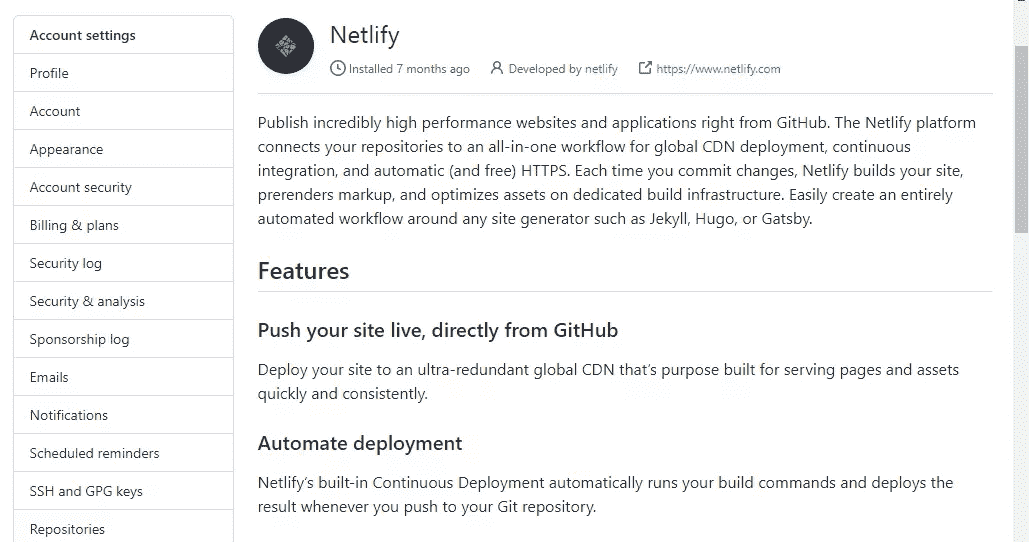 Account settings
Profile
Account
Appearance
Account security
Billing & plans
Security log
Security & analysis
Sponsorship log
Emails
Notifications
Scheduled reminders
SSH and GPG keys
Repositories
Netlify
Installed 7 months ago Developed by netlify https://www.netlify.com
Publish incredibly high performance websites and applications right from GitHub. The Netlify platform
connects your repositories to an all-in-one workflow for global CDN deployment, continuous
integration, and automatic (and free) HTTPS. Each time you commit changes, Netlify builds your site,
prerenders markup, and optimizes assets on dedicated build infrastructure. Easily create an entirely
automated workflow around any site generator such as Jekyll, Hugo, or Gatsby.
Features
Push your site live, directly from GitHub
Deploy your site to an ultra-redundant global CDN that’s purpose built for serving pages and assets
quickly and consistently.
Automate deployment
Netlify’s built-in Continuous Deployment automatically runs your build commands and deploys the
result whenever you push to your Git repository.